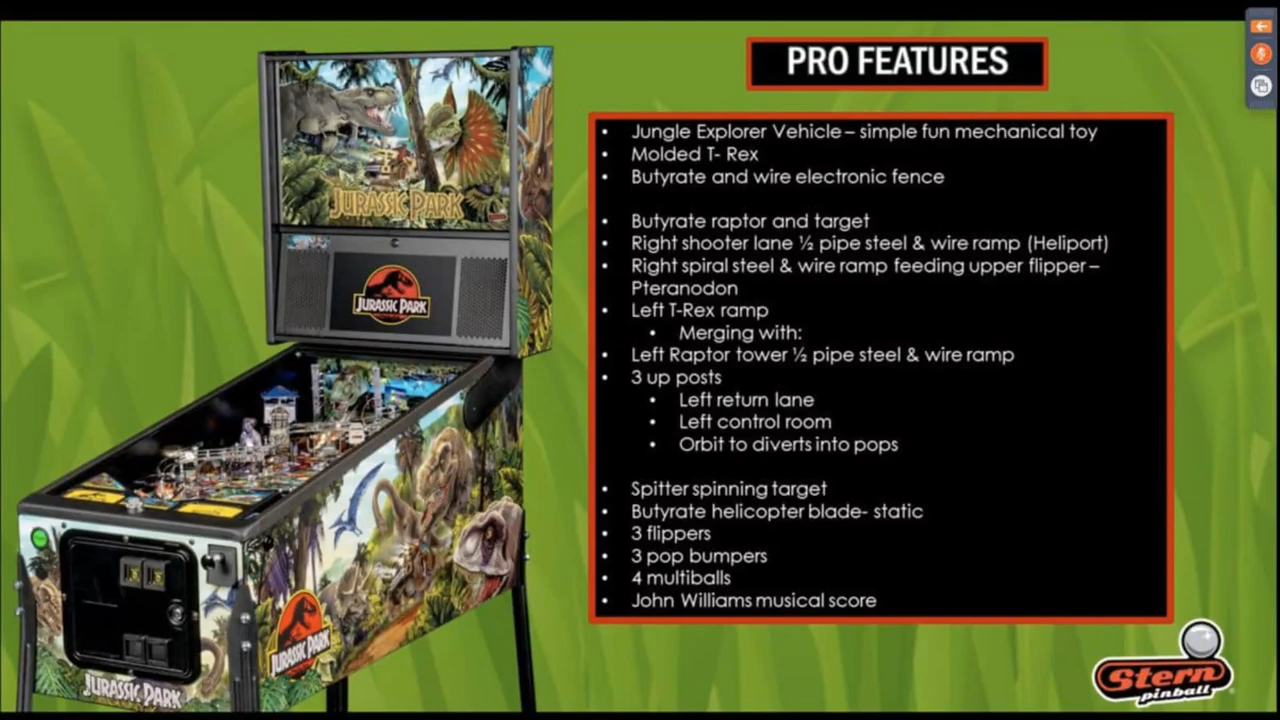 PRO FEATURES
• Jungle Explorer Vehicle – simple fun mechanical toy
• Molded T- Rex
• Butyrate and wire electronic fence
• Butyrate raptor and target
• Right shooter lane ½ pipe steel & wire ramp (Heliport)
• Right spiral steel & wire ramp feeding upper flipper –
Pteranodon
• Left T-Rex ramp
• Merging with:
• Left Raptor tower ½ pipe steel & wire ramp
• 3 up posts
• Left return lane
• Left control room
• Orbit to diverts into pops
• Spitter spinning target
• Butyrate helicopter blade- static
• 3 flippers
• 3 pop bumpers
• 4 multiballs
• John Williams musical score
JURASSIC PARK
JURASSIC PARK
JURASSIC PARK
JURASSIC PARK
Stern
pinball